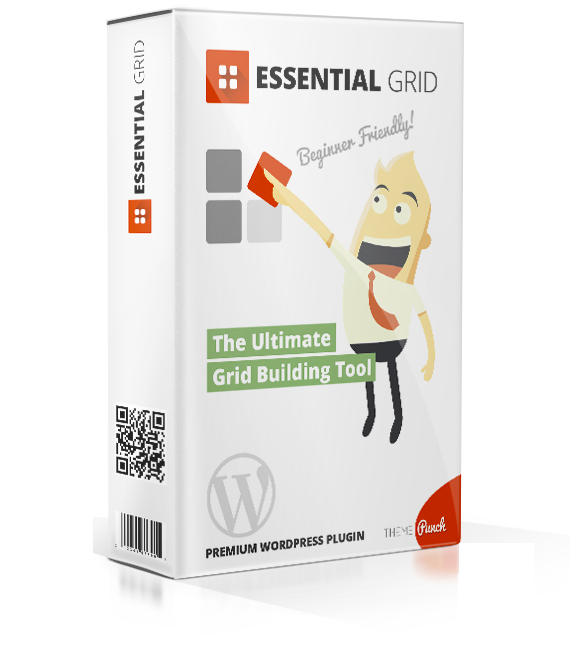 ESSENTIAL GRID
ESSENTIAL GRID
Beginner Friendly!
The Ultimate
Grid Building Tool
W
PREMIUM WORDPRESS PLUGIN
THEME Punch